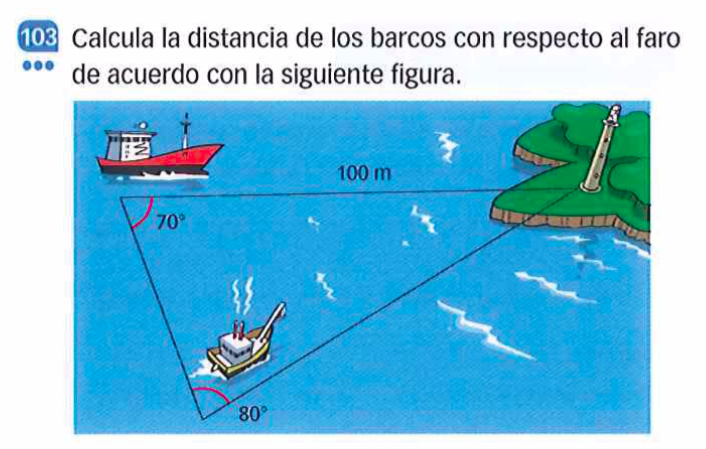 103 Calcula la distancia de los barcos con respecto al faro
de acuerdo con la siguiente figura.
100 m
70°
80°